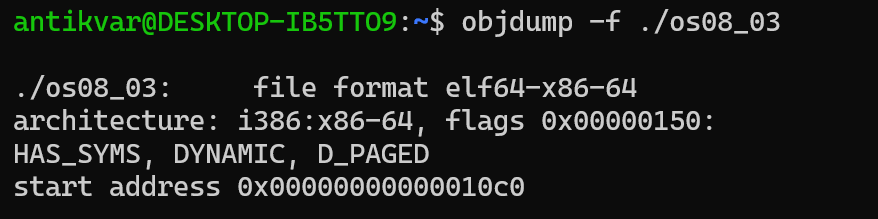 antikvar@DESKTOP-IB5TTO9:~$ objdump -f ./os08_03
./os08_03:     file format elf64-x86-64
architecture: i386:x86-64, flags 0x00000150:
HAS_SYMS, DYNAMIC, D_PAGED
start address 0x00000000000010c0